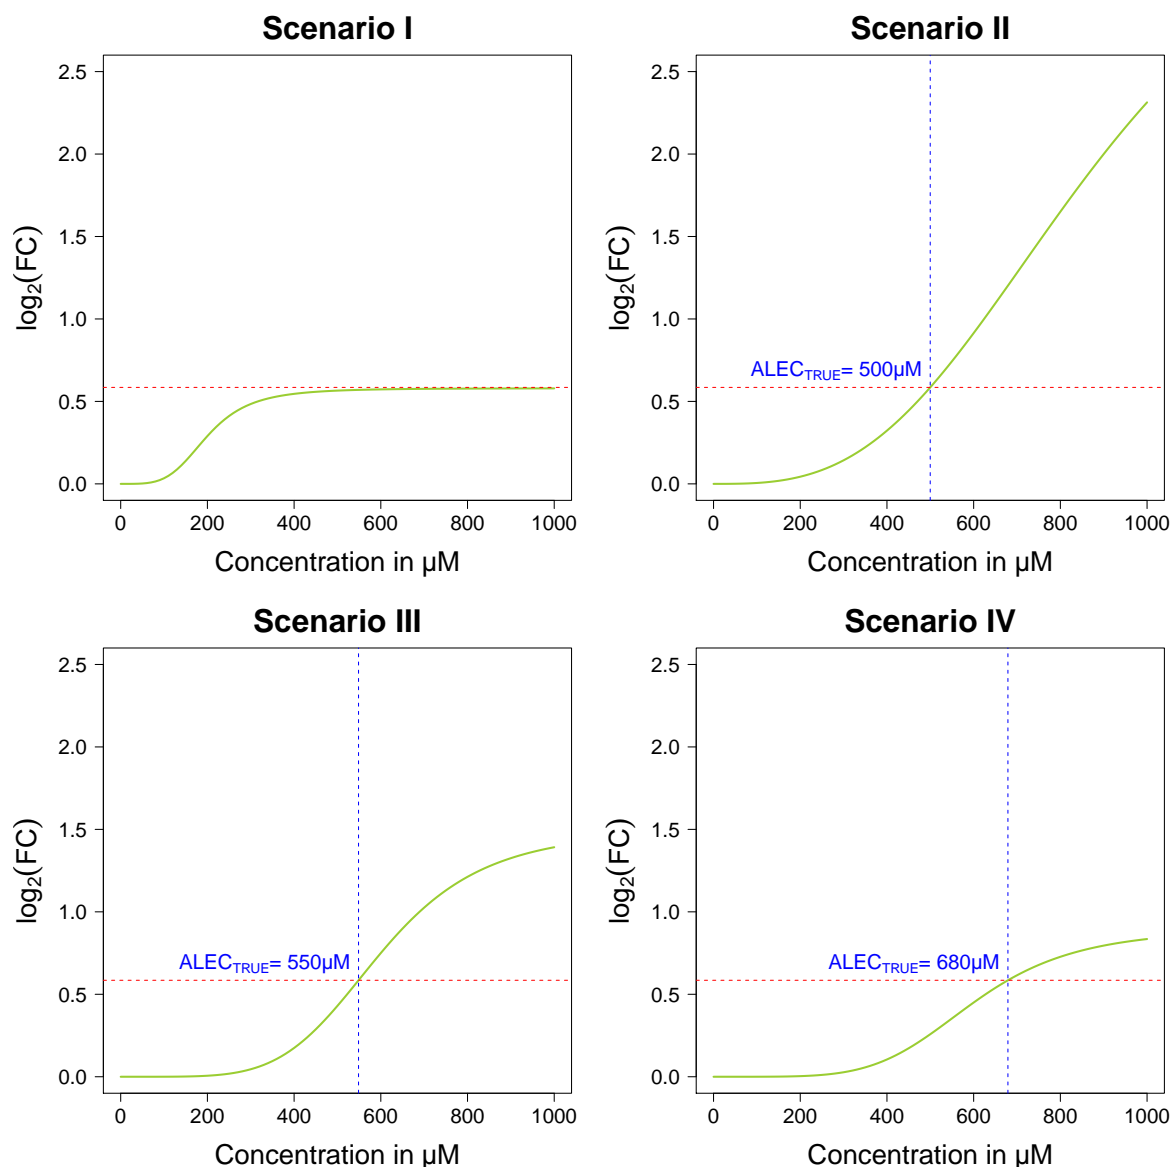 Scenario I
log2(FC)
2.5
2.0
1.5
1.0
0.5
0.0
0 200 400 600 800 1000
Concentration in µM
Scenario II
log2(FC)
2.5
2.0
1.5
1.0
0.5
0.0
ALECTRUE= 500µM
0 200 400 600 800 1000
Concentration in µM
Scenario III
log2(FC)
2.5
2.0
1.5
1.0
0.5
0.0
ALECTRUE= 550µM
0 200 400 600 800 1000
Concentration in µM
Scenario IV
log2(FC)
2.5
2.0
1.5
1.0
0.5
0.0
ALECTRUE= 680µM
0 200 400 600 800 1000
Concentration in µM